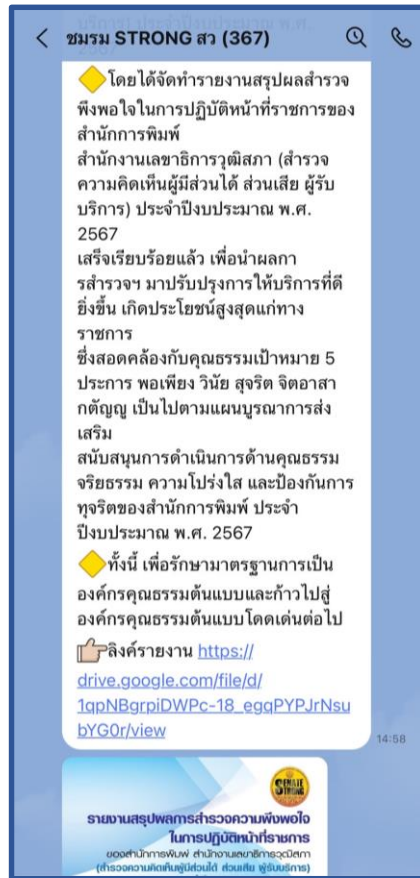 ชมรม STRONG สว (367)
โดยได้จัดทำรายงานสรุปผลสำรวจ
พึงพอใจในการปฏิบัติหน้าที่ราชการของ
สำนักการพิมพ์
สำนักงานเลขาธิการวุฒิสภา (สำรวจ
ความคิดเห็นผู้มีส่วนได้ ส่วนเสีย ผู้รับ
บริการ) ประจำปีงบประมาณ พ.ศ.
2567
เสร็จเรียบร้อยแล้ว เพื่อนำผลกา
รสำรวจฯ มาปรับปรุงการให้บริการที่ดี
ยิ่งขึ้น เกิดประโยชน์สูงสุดแก่ทาง
ราชการ
ซึ่งสอดคล้องกับคุณธรรมเป้าหมาย 5
ประการ พอเพียง วินัย สุจริต จิตอาสา
กตัญญู เป็นไปตามแผนบูรณาการส่ง
เสริม
สนับสนุนการดำเนินการด้านคุณธรรม
จริยธรรม ความโปร่งใส และป้องกันการ
ทุจริตของสำนักการพิมพ์ ประจำ
ปีงบประมาณ พ.ศ. 2567
ทั้งนี้ เพื่อรักษามาตรฐานการเป็น
องค์กรคุณธรรมต้นแบบและก้าวไปสู่
องค์กรคุณธรรมต้นแบบโดดเด่นต่อไป
ลิงค์รายงาน https://
drive.google.com/file/d/
1qpNBgrpiDWPc-18_egqPYPJrNsu
bYG0r/view
14:58
SENATE
STRONG
รายงานสรุปผลการสำรวจความพึงพอใจ
ในการปฏิบัติหน้าที่ราชการ
ของสำนักการพิมพ์ สำนักงานเลขาธิการวุฒิสภา
(สำรวจความคิดเห็นผู้มีส่วนได้ ส่วนเสีย ผู้รับบริการ)